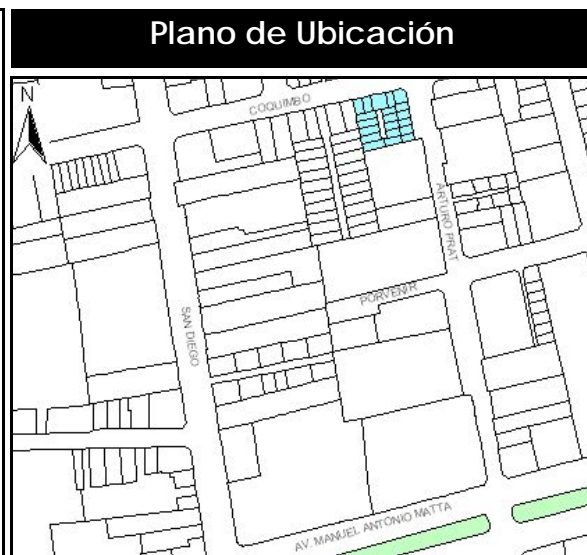 Plano de Ubicación
N
COQUIMBO
ARTURO PRAT
PORVENIR
SAN DIEGO
AV. MANUEL ANTONIO MATTA